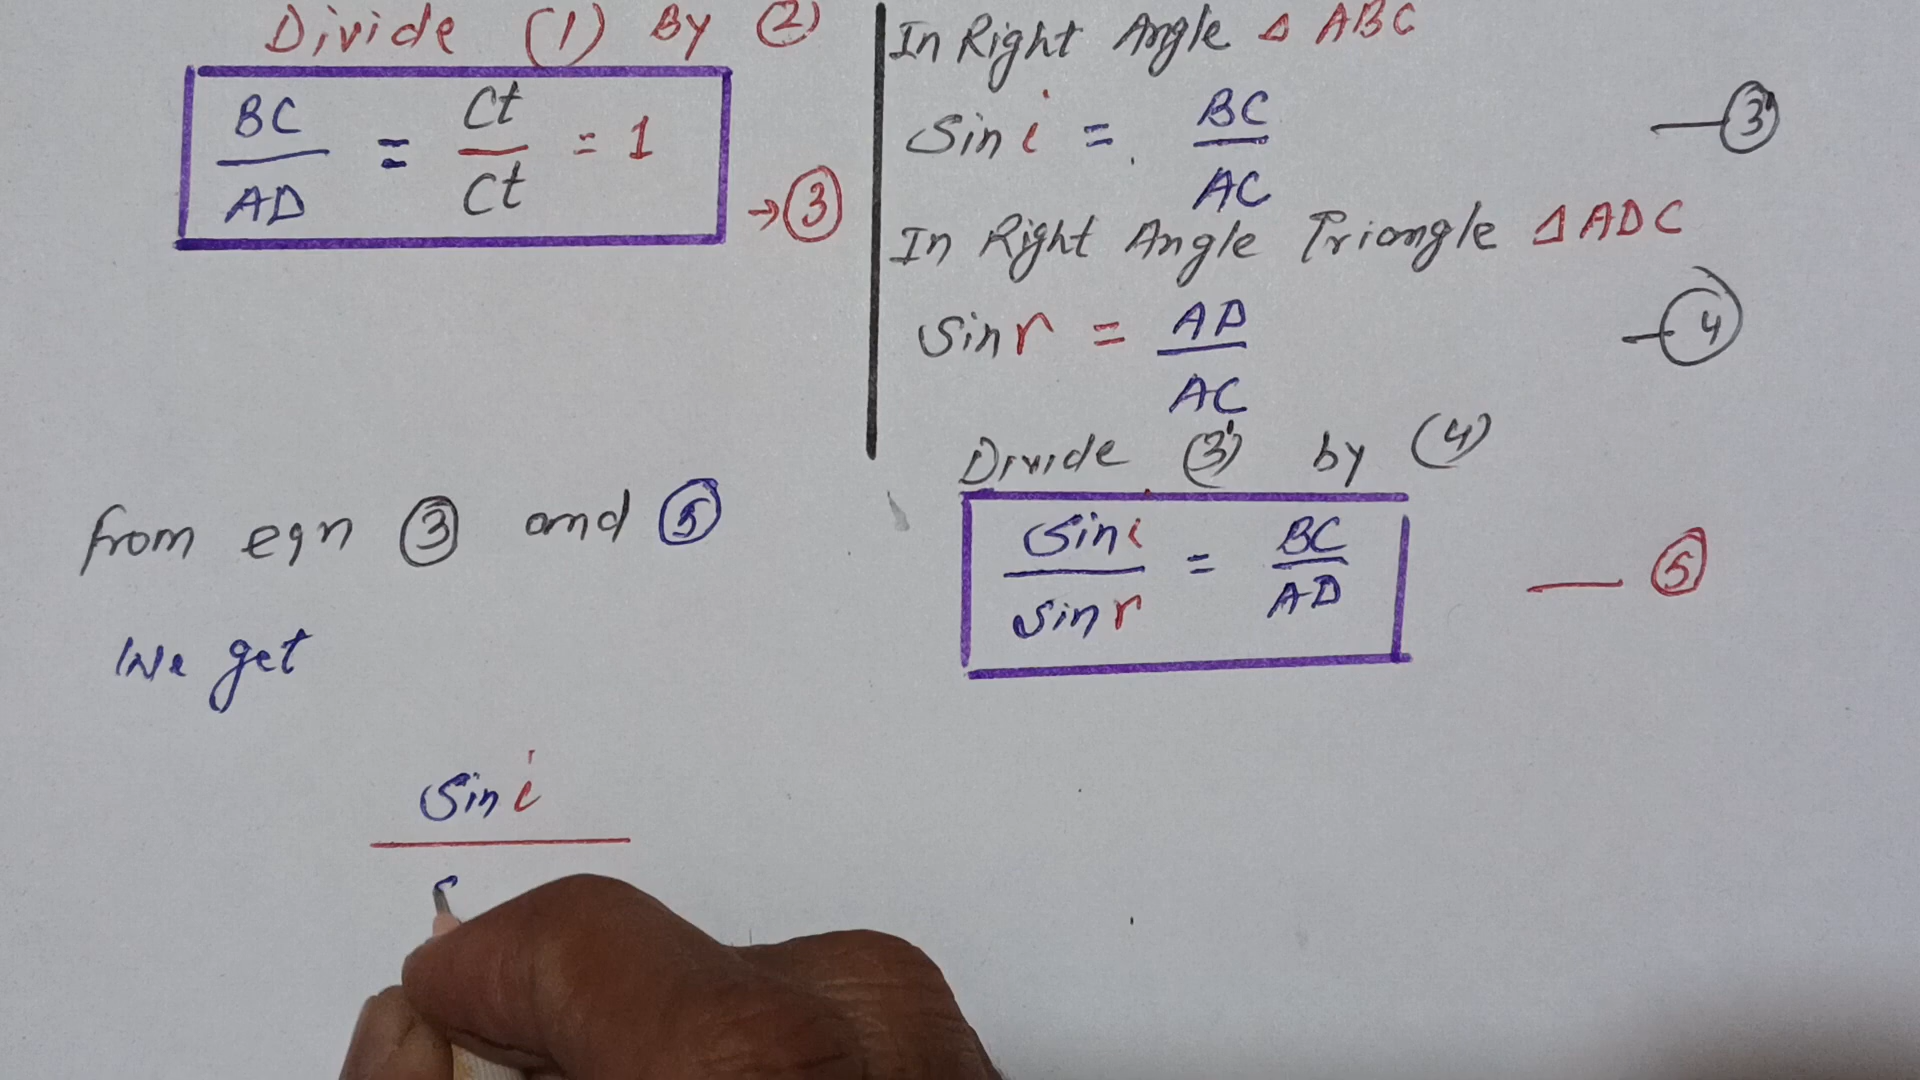 Divide (1) By (2)
BC/AD = Ct/Ct = 1
→ (3)
In Right Angle Δ ABC
Sin i = BC/AC — (3')
In Right Angle Triangle Δ ADC
Sin r = AD/AC — (4)
Divide (3') by (4)
Sin i/Sin r = BC/AD — (5)
from eqn (3) and (5)
We get
Sin i
S